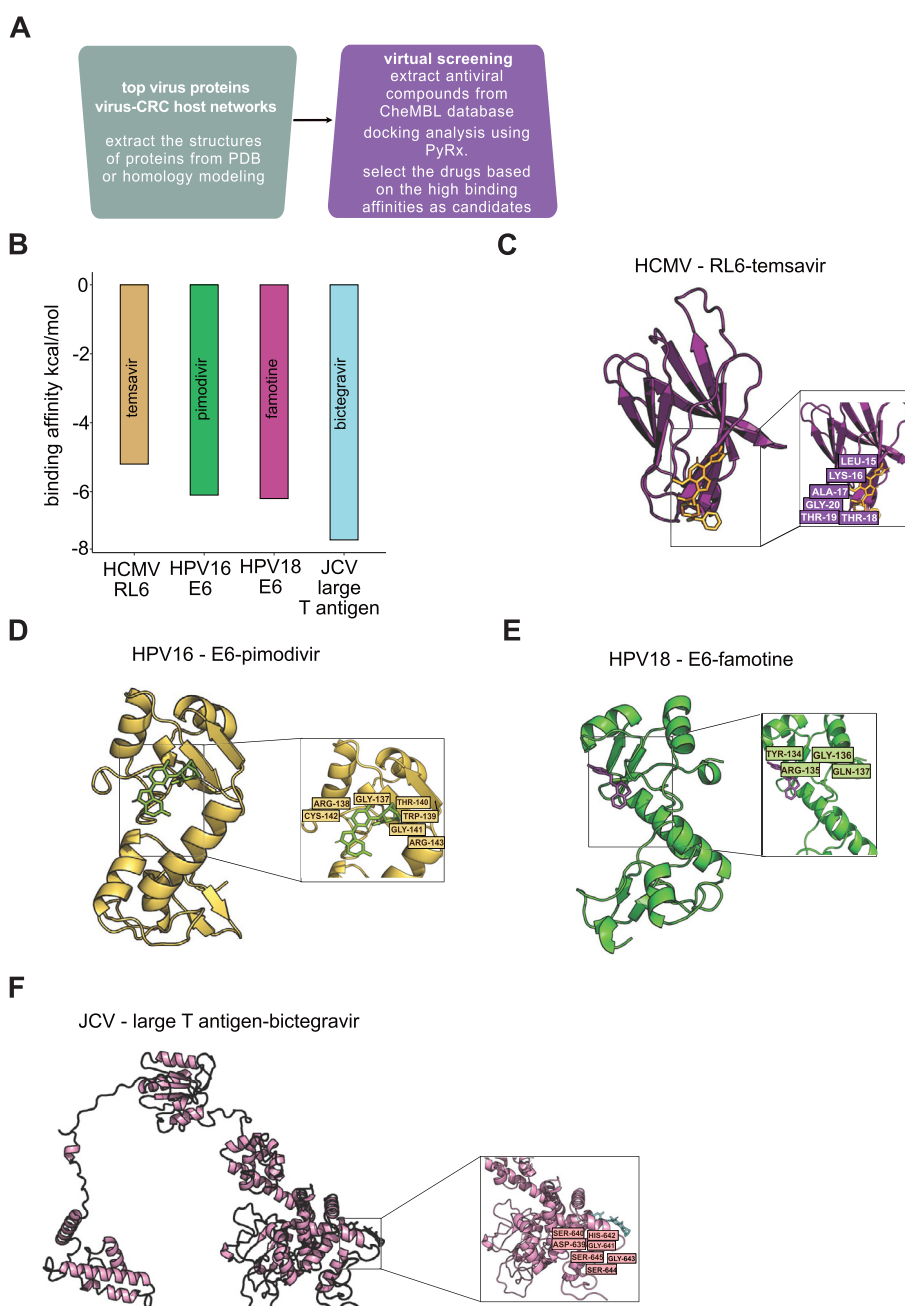 A
top virus proteins
virus-CRC host networks
extract the structures
of proteins from PDB
or homology modeling
virtual screening
extract antiviral
compounds from
CheMBL database
docking analysis using
PyRx.
select the drugs based
on the high binding
affinities as candidates
B
binding affinity kcal/mol
0
-2
-4
-6
-8
temsavir
pimodivir
famotine
bictegravir
HCMV
RL6
HPV16
E6
HPV18
E6
JCV
large
T antigen
C
HCMV - RL6-temsavir
LEU-15
LYS-16
ALA-17
GLY-20
THR-19
THR-18
D
HPV16 - E6-pimodivir
ARG-138
GLY-137
THR-140
CYS-142
TRP-139
GLY-141
ARG-143
E
HPV18 - E6-famotine
TYR-134
GLY-136
ARG-135
GLN-137
F
JCV - large T antigen-bictegravir
SER-640
HIS-642
ASP-639
GLY-641
SER-645
GLY-643
SER-644